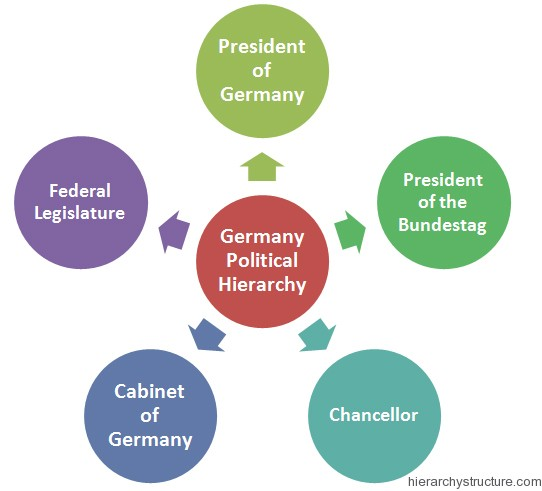 President
of
Germany
Federal
Legislature
President
of the
Bundestag
Germany
Political
Hierarchy
Cabinet
of
Germany
Chancellor
hierarchystructure.com